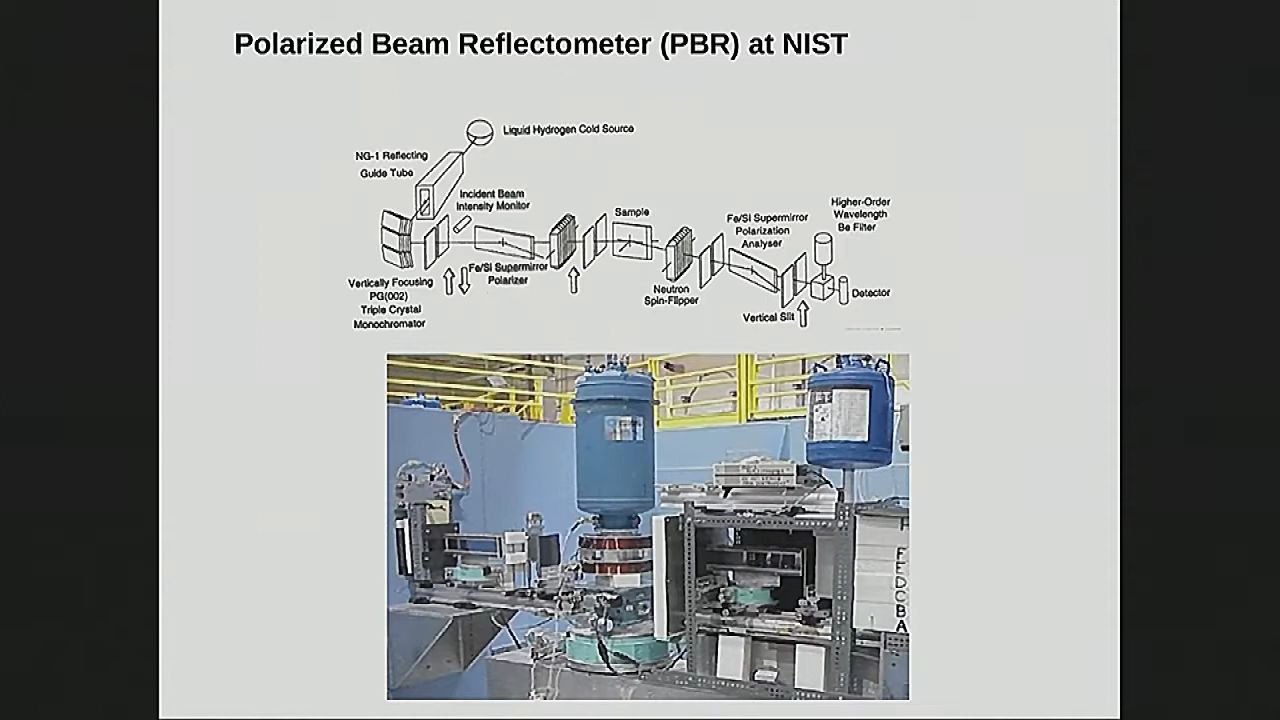 Polarized Beam Reflectometer (PBR) at NIST
Liquid Hydrogen Cold Source
NG-1 Reflecting
Guide Tube
Incident Beam
Intensity Monitor
Sample
Fe/Si Supermirror
Polarization
Analyser
Higher-Order
Wavelength
Be Filter
Vertically Focusing
PG(002)
Triple Crystal
Monochromator
Fe/Si Supermirror
Polarizer
Neutron
Spin-Flipper
Vertical Slit
Detector
F
E
D
C
B
A